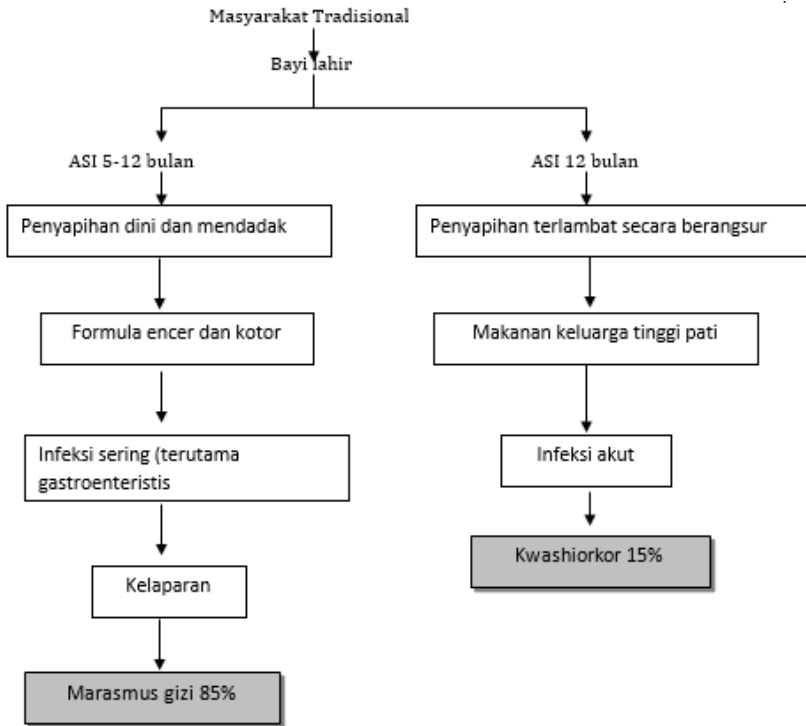 Masyarakat Tradisional
Bayi lahir
ASI 5-12 bulan
ASI 12 bulan
Penyapihan dini dan mendadak
Penyapihan terlambat secara berangsur
Formula encer dan kotor
Makanan keluarga tinggi pati
Infeksi sering (terutama
gastroenteristis
Infeksi akut
Kwashiorkor 15%
Kelaparan
Marasmus gizi 85%